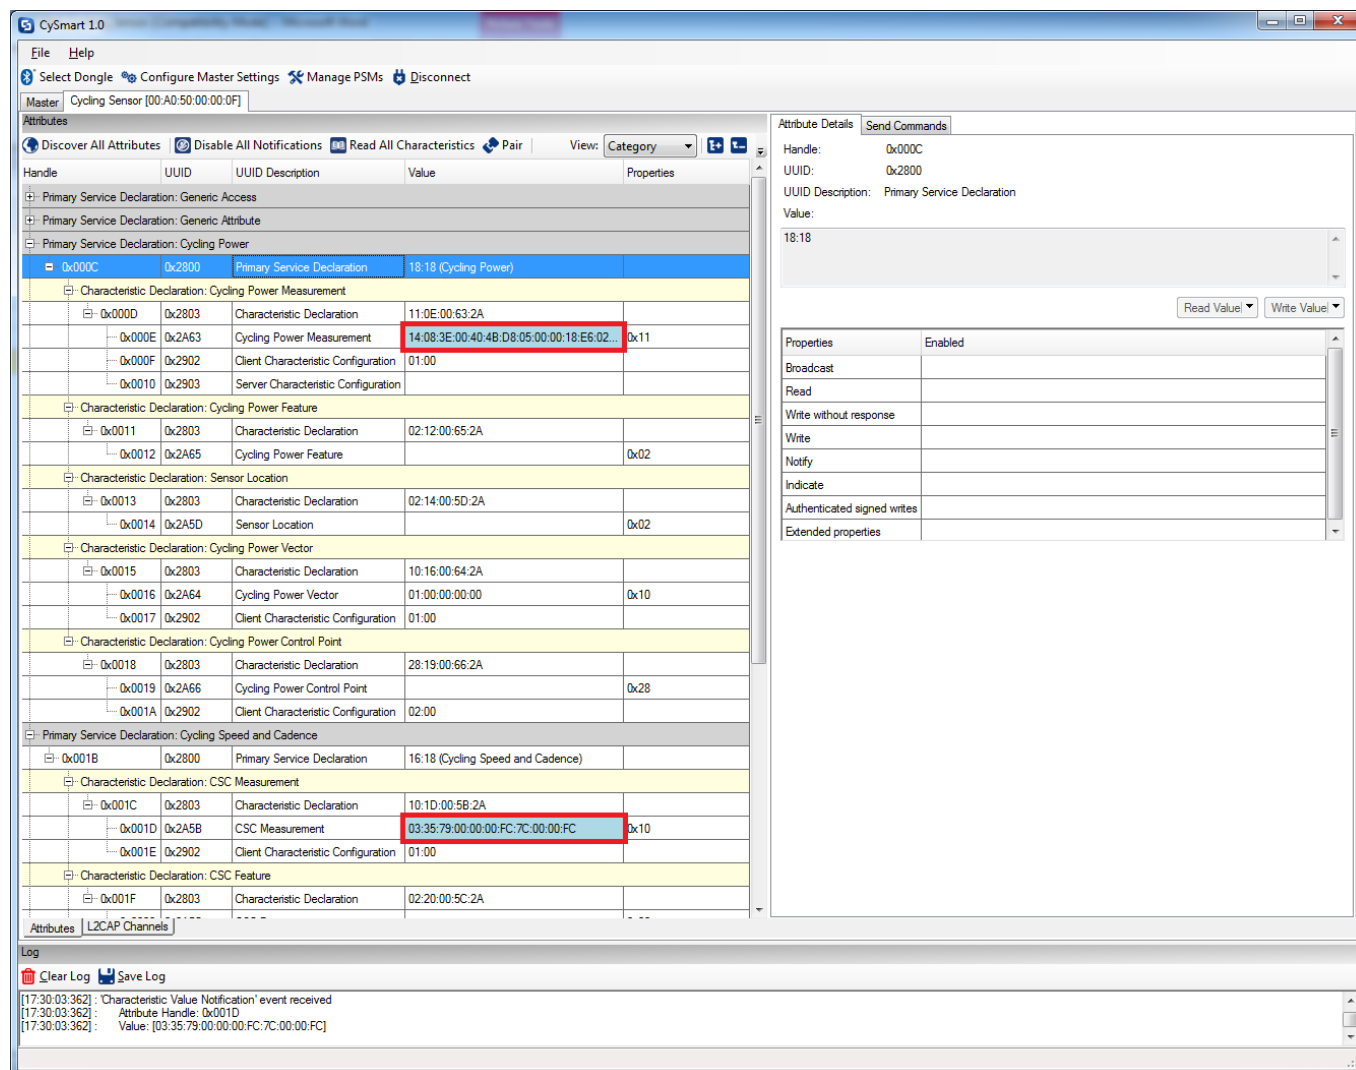 CySmart 1.0
File Help
Select Dongle Configure Master Settings Manage PSMs Disconnect
Master Cycling Sensor [00:A0:50:00:00:0F]
Attributes
Discover All Attributes Disable All Notifications Read All Characteristics Pair View: Category
Handle UUID UUID Description Value Properties
Primary Service Declaration: Generic Access
Primary Service Declaration: Generic Attribute
Primary Service Declaration: Cycling Power
0x000C 0x2800 Primary Service Declaration 18:18 (Cycling Power)
Characteristic Declaration: Cycling Power Measurement
0x000D 0x2803 Characteristic Declaration 11:0E:00:63:2A
0x000E 0x2A63 Cycling Power Measurement 14:08:3E:00:40:4B:D8:05:00:00:18:E6:02... 0x11
0x000F 0x2902 Client Characteristic Configuration 01:00
0x0010 0x2903 Server Characteristic Configuration
Characteristic Declaration: Cycling Power Feature
0x0011 0x2803 Characteristic Declaration 02:12:00:65:2A
0x0012 0x2A65 Cycling Power Feature 0x02
Characteristic Declaration: Sensor Location
0x0013 0x2803 Characteristic Declaration 02:14:00:5D:2A
0x0014 0x2A5D Sensor Location 0x02
Characteristic Declaration: Cycling Power Vector
0x0015 0x2803 Characteristic Declaration 10:16:00:64:2A
0x0016 0x2A64 Cycling Power Vector 01:00:00:00:00 0x10
0x0017 0x2902 Client Characteristic Configuration 01:00
Characteristic Declaration: Cycling Power Control Point
0x0018 0x2803 Characteristic Declaration 28:19:00:66:2A
0x0019 0x2A66 Cycling Power Control Point 0x28
0x001A 0x2902 Client Characteristic Configuration 02:00
Primary Service Declaration: Cycling Speed and Cadence
0x001B 0x2800 Primary Service Declaration 16:18 (Cycling Speed and Cadence)
Characteristic Declaration: CSC Measurement
0x001C 0x2803 Characteristic Declaration 10:1D:00:5B:2A
0x001D 0x2A5B CSC Measurement 03:35:79:00:00:00:FC:7C:00:00:FC 0x10
0x001E 0x2902 Client Characteristic Configuration 01:00
Characteristic Declaration: CSC Feature
0x001F 0x2803 Characteristic Declaration 02:20:00:5C:2A
Attributes L2CAP Channels
Attribute Details Send Commands
Handle: 0x000C
UUID: 0x2800
UUID Description: Primary Service Declaration
Value:
18:18
Read Value Write Value
Properties Enabled
Broadcast
Read
Write without response
Write
Notify
Indicate
Authenticated signed writes
Extended properties
Log
Clear Log Save Log
[17:30:03:362] : 'Characteristic Value Notification' event received
[17:30:03:362] : Attribute Handle: 0x001D
[17:30:03:362] : Value: [03:35:79:00:00:00:FC:7C:00:00:FC]